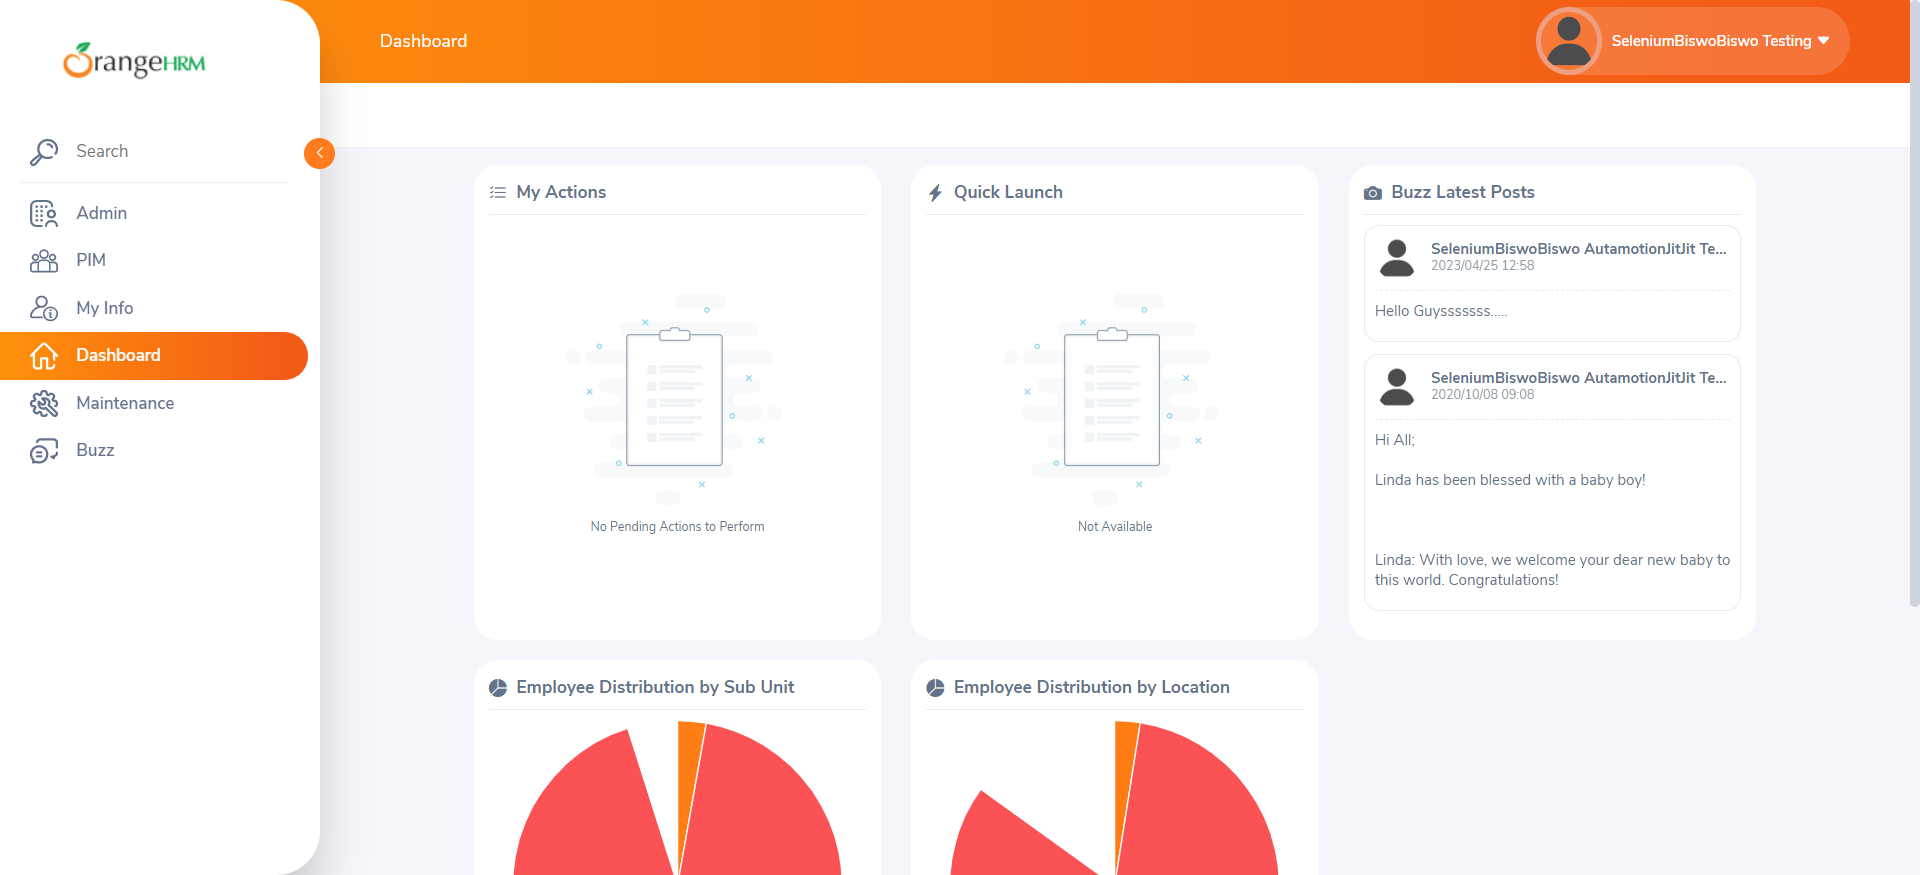 OrangeHRM
Search
Admin
PIM
My Info
Dashboard
Maintenance
Buzz
Dashboard
SeleniumBiswoBiswo Testing
My Actions
No Pending Actions to Perform
Quick Launch
Not Available
Buzz Latest Posts
SeleniumBiswoBiswo AutamotionJitJit Te...
2023/04/25 12:58
Hello Guysssssss.....
SeleniumBiswoBiswo AutamotionJitJit Te...
2020/10/08 09:08
Hi All;
Linda has been blessed with a baby boy!
Linda: With love, we welcome your dear new baby to
this world. Congratulations!
Employee Distribution by Sub Unit
Employee Distribution by Location